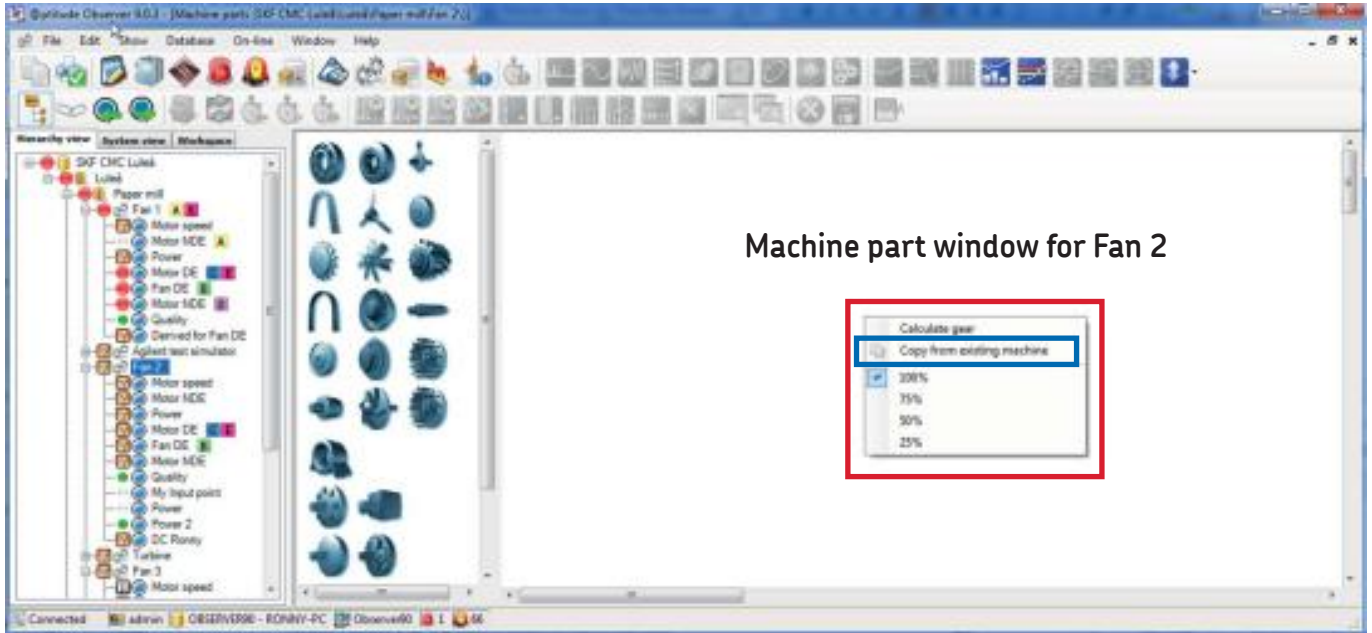 @ptitude Observer 9.0.3 - [Machine parts (SKF CMC Luleå\Luleå\Paper mill\Fan 2\)]
File Edit Show Database On-line Window Help
Hierarchy view System view Workspace
SKF CMC Luleå
Luleå
Paper mill
Fan 1 A
Motor speed
Motor NDE A
Power
Motor DE C E
Fan DE B
Motor NDE
Quality
Derived for Fan DE
Agilent test simulator
Fan 2
Motor speed
Motor NDE
Power
Motor DE C E
Fan DE B
Motor NDE
Quality
My Input point
Power
Power 2
DC Ronny
Turbine
Fan 3
Motor speed
Machine part window for Fan 2
Calculate gear
Copy from existing machine
100%
75%
50%
25%
Connected admin OBSERVER90 - RONNY-PC Observer90 1 66